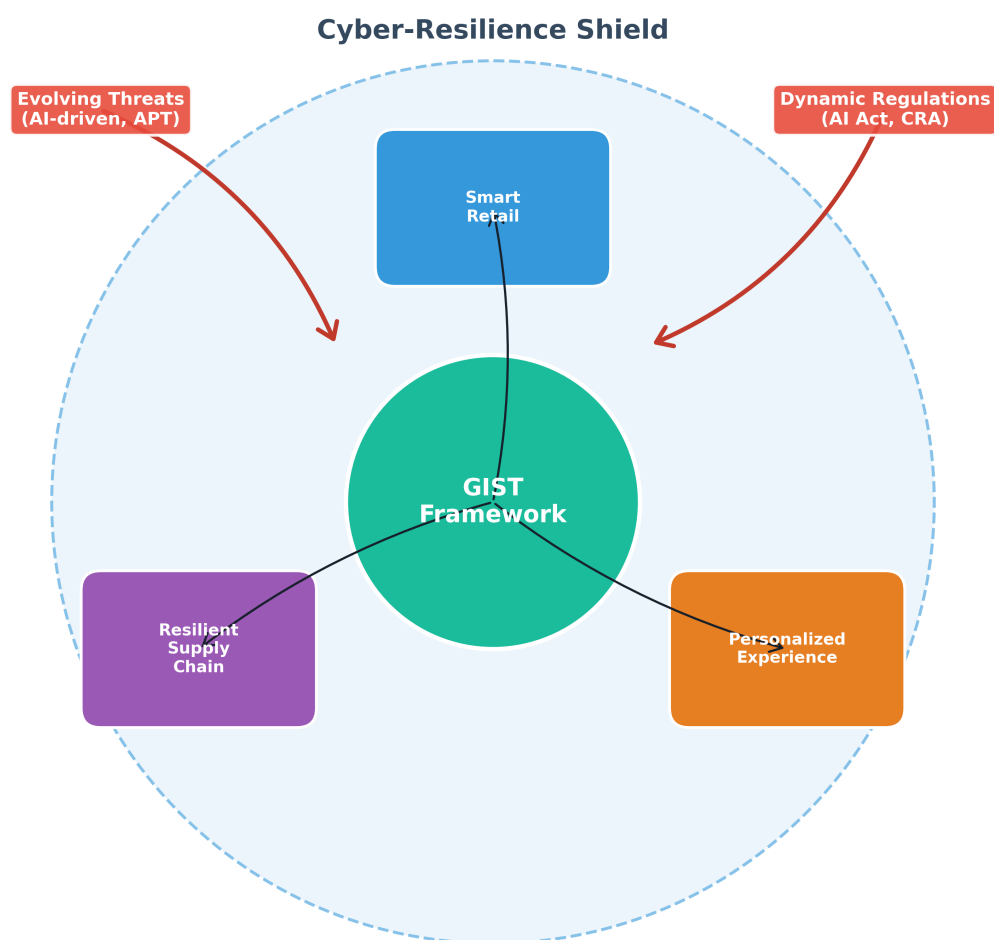 Cyber-Resilience Shield
Evolving Threats
(AI-driven, APT)
Dynamic Regulations
(AI Act, CRA)
Smart
Retail
GIST
Framework
Resilient
Supply
Chain
Personalized
Experience